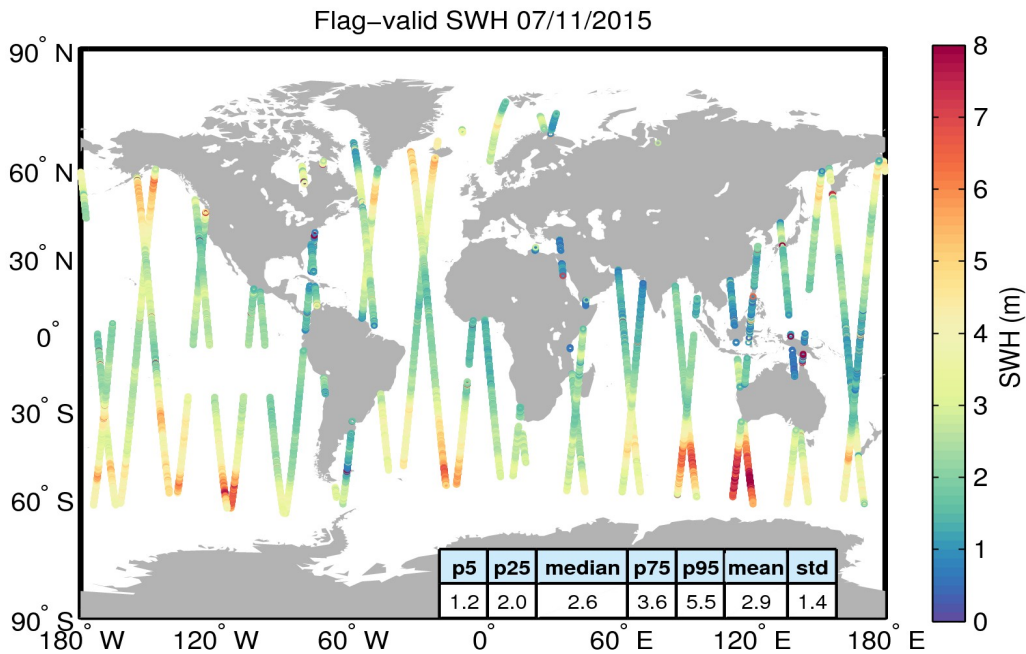 Flag−valid SWH 07/11/2015
90° N
60° N
30° N
0°
30° S
60° S
90° S
180° W
120° W
60° W
0°
60° E
120° E
180° E
8
7
6
5
4
3
2
1
0
SWH (m)
p5 p25 median p75 p95 mean std
1.2 2.0 2.6 3.6 5.5 2.9 1.4